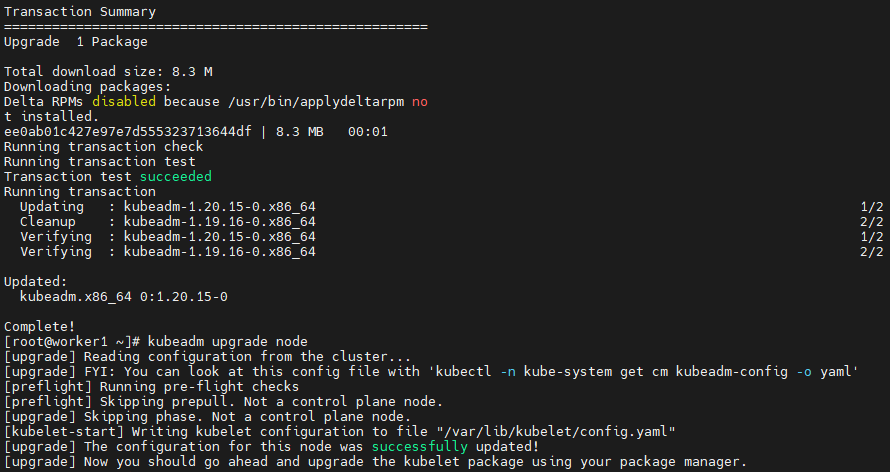 Transaction Summary
=====================================================
Upgrade  1 Package
Total download size: 8.3 M
Downloading packages:
Delta RPMs disabled because /usr/bin/applydeltarpm no
t installed.
ee0ab01c427e97e7d555323713644df | 8.3 MB   00:01
Running transaction check
Running transaction test
Transaction test succeeded
Running transaction
  Updating   : kubeadm-1.20.15-0.x86_64 1/2
  Cleanup    : kubeadm-1.19.16-0.x86_64 2/2
  Verifying  : kubeadm-1.20.15-0.x86_64 1/2
  Verifying  : kubeadm-1.19.16-0.x86_64 2/2
Updated:
  kubeadm.x86_64 0:1.20.15-0
Complete!
[root@worker1 ~]# kubeadm upgrade node
[upgrade] Reading configuration from the cluster...
[upgrade] FYI: You can look at this config file with 'kubectl -n kube-system get cm kubeadm-config -o yaml'
[preflight] Running pre-flight checks
[preflight] Skipping prepull. Not a control plane node.
[upgrade] Skipping phase. Not a control plane node.
[kubelet-start] Writing kubelet configuration to file "/var/lib/kubelet/config.yaml"
[upgrade] The configuration for this node was successfully updated!
[upgrade] Now you should go ahead and upgrade the kubelet package using your package manager.